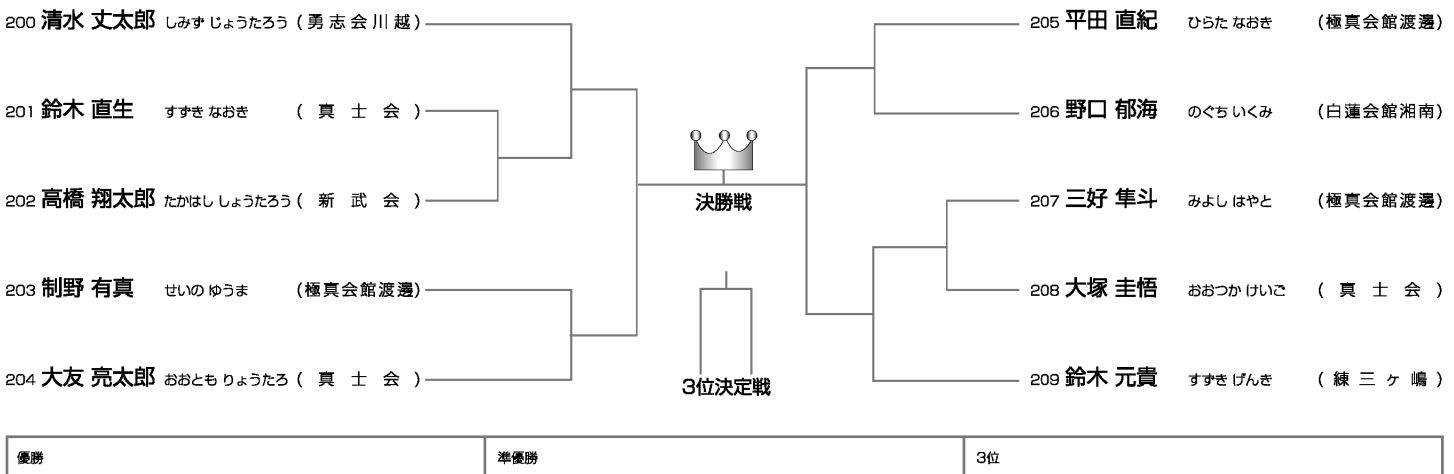 200 清水 丈太郎 しみず じょうたろう (勇志会川越)
201 鈴木 直生 すずき なおき (真士会)
202 高橋 翔太郎 たかはし しょうたろう (新武会)
203 制野 有真 せいの ゆうま (極真会館渡邊)
204 大友 亮太郎 おおとも りょうたろ (真士会)
決勝戦
3位決定戦
205 平田 直紀 ひらた なおき (極真会館渡邊)
206 野口 郁海 のぐち いくみ (白蓮会館湘南)
207 三好 隼斗 みよし はやと (極真会館渡邊)
208 大塚 圭悟 おおつか けいご (真士会)
209 鈴木 元貴 すずき げんき (練三ヶ嶋)
優勝
準優勝
3位